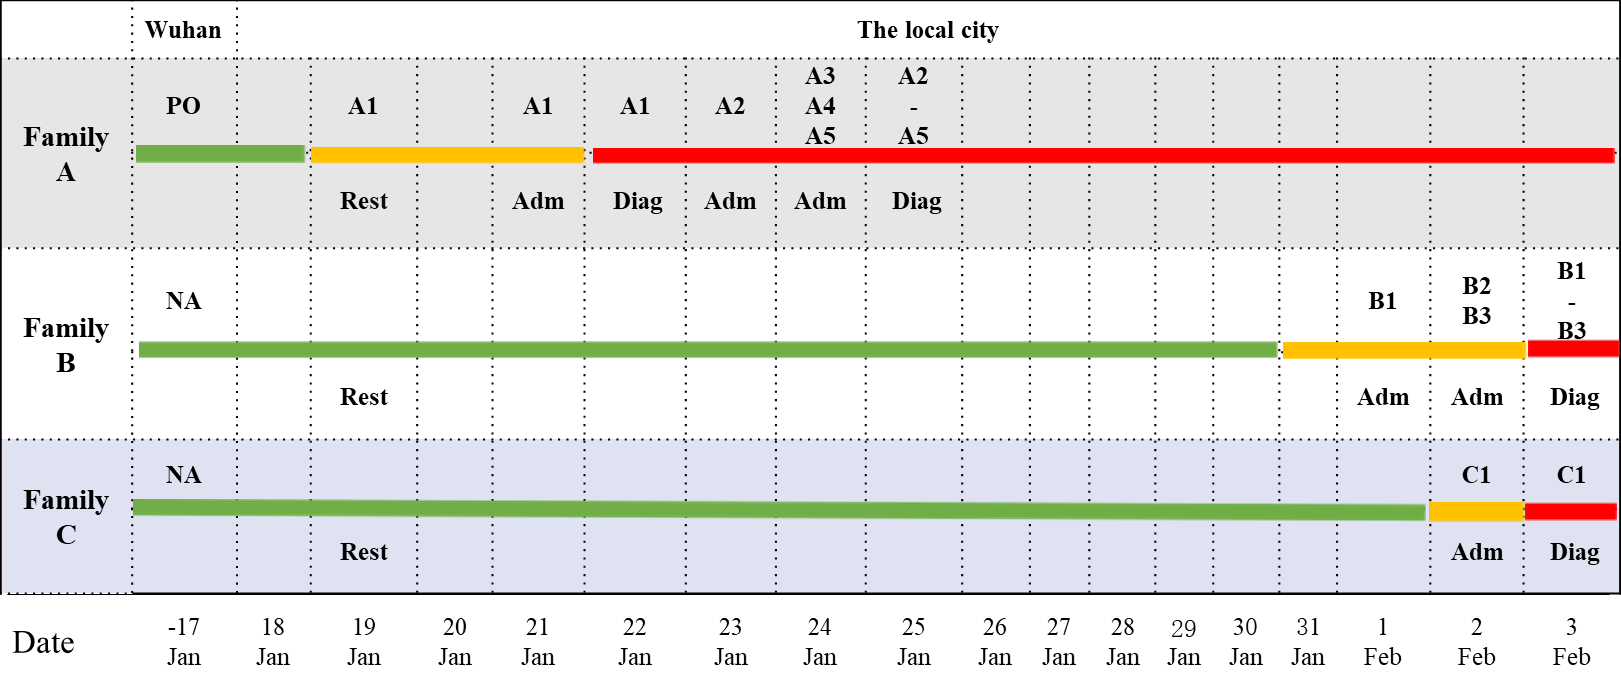 Wuhan The local city
A3 A2
PO A1 A1 A1 A2 A4 -
A5 A5
Family
A
Rest Adm Diag Adm Adm Diag
B1
B2
NA B1 -
B3
B3
Family
B
Rest Adm Adm Diag
NA C1 C1
Family
C
Rest Adm Diag
Date
-17 18 19 20 21 22 23 24 25 26 27 28 29 30 31 1 2 3
Jan Jan Jan Jan Jan Jan Jan Jan Jan Jan Jan Jan Jan Jan Jan Feb Feb Feb